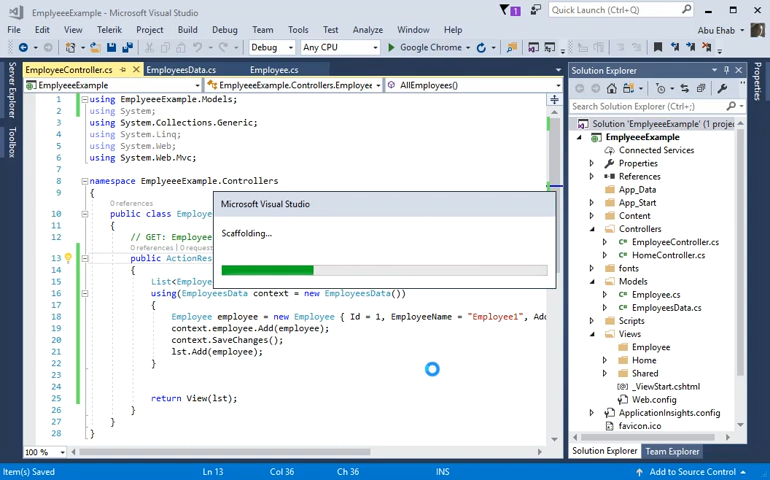 EmplyeeeExample - Microsoft Visual Studio
1
Quick Launch (Ctrl+;)
File Edit View Telerik Project Build Debug Team Tools Test Analyze Window Help
Abu Ehab
Debug Any CPU Google Chrome
Server Explorer
Toolbox
Properties
EmployeeController.cs EmployeesData.cs Employee.cs
EmplyeeeExample EmplyeeeExample.Controllers.Employee AllEmployees()
1 using EmplyeeeExample.Models;
2 using System;
3 using System.Collections.Generic;
4 using System.Linq;
5 using System.Web;
6 using System.Web.Mvc;
7
8 namespace EmplyeeeExample.Controllers
9 {
0 references
10 public class Employe
11 {
12 // GET: Employee
0 references | 0 request
13 public ActionRes
14 {
15 List<Employe
16 using(EmployeesData context = new EmployeesData())
17 {
18 Employee employee = new Employee { Id = 1, EmployeeName = "Employee1", Add
19 context.employee.Add(employee);
20 context.SaveChanges();
21 lst.Add(employee);
22 }
23
24
25 return View(lst);
26 }
27 }
28 }
Microsoft Visual Studio
Scaffolding...
Solution Explorer
Search Solution Explorer (Ctrl+;)
Solution 'EmplyeeeExample' (1 proj
EmplyeeeExample
Connected Services
Properties
References
App_Data
App_Start
Content
Controllers
EmployeeController.cs
HomeController.cs
fonts
Models
Employee.cs
EmployeesData.cs
Scripts
Views
Employee
Home
Shared
_ViewStart.cshtml
Web.config
ApplicationInsights.config
favicon.ico
Solution Explorer Team Explorer
100 %
Item(s) Saved Ln 13 Col 36 Ch 36 INS Add to Source Control